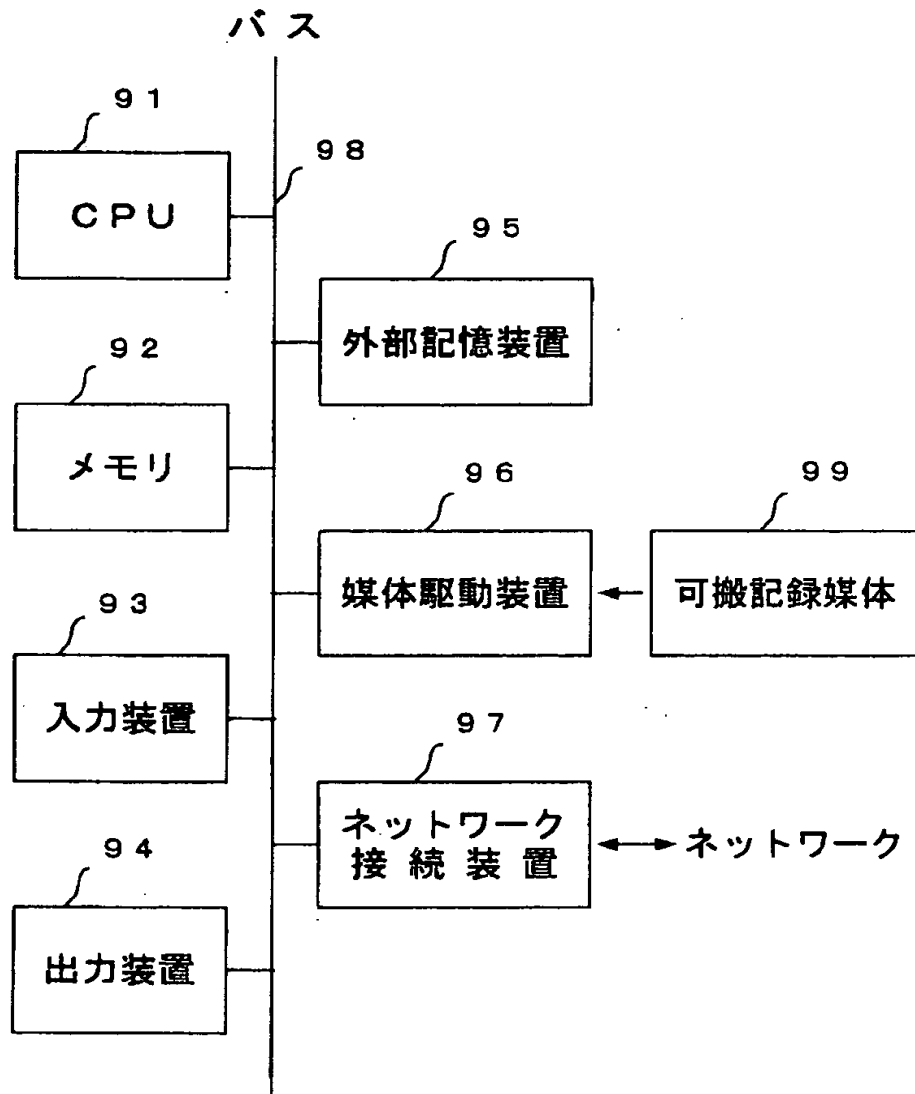 バス
91
98
CPU
95
外部記憶装置
92
メモリ
96
99
媒体駆動装置
可搬記録媒体
93
入力装置
97
ネットワーク
接続装置
ネットワーク
94
出力装置